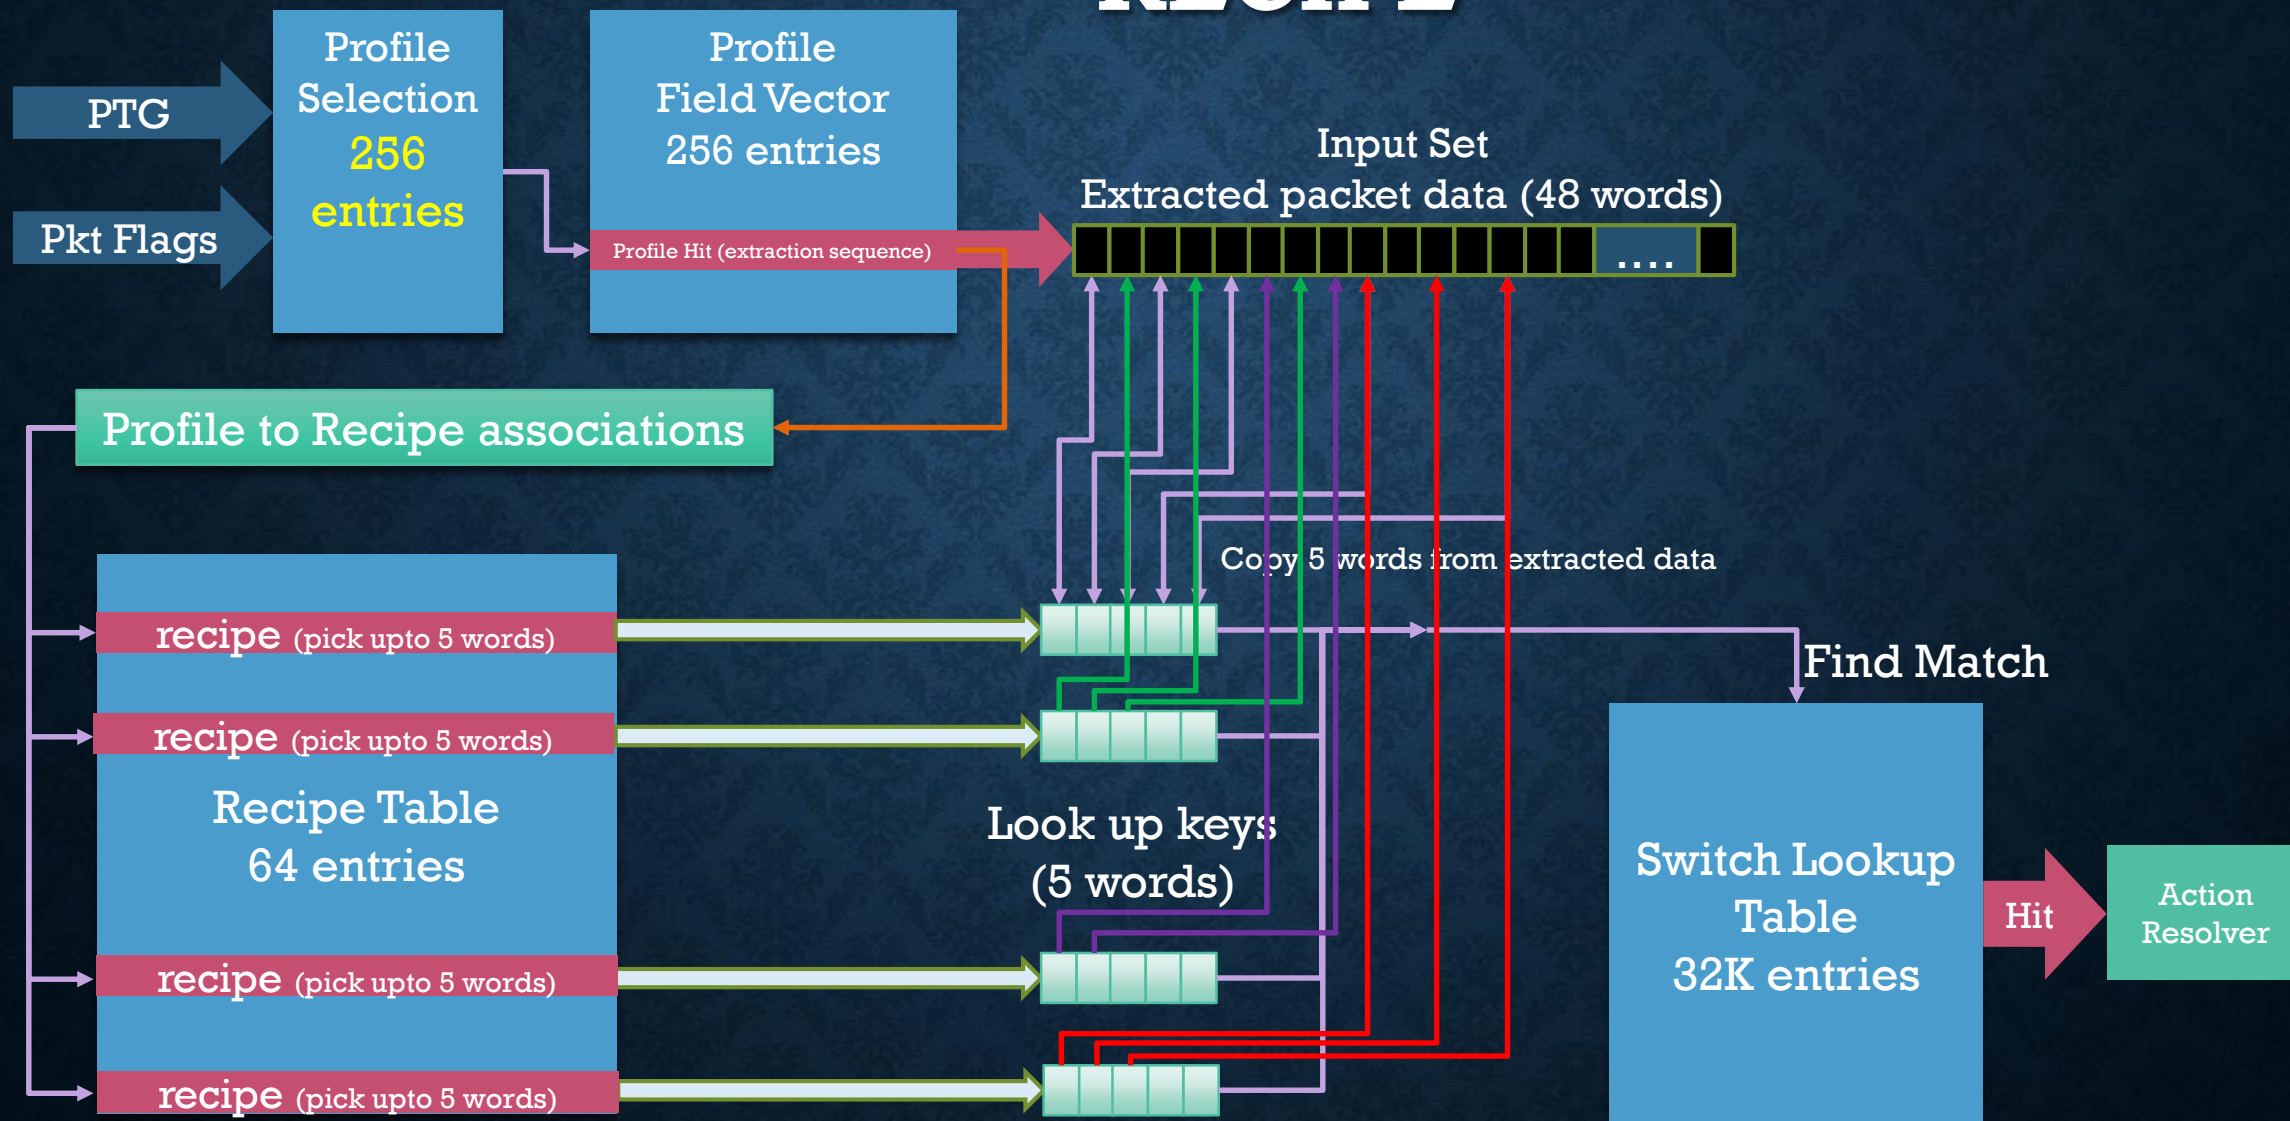 RECIPE
PTG
Pkt Flags
Profile
Selection
256
entries
Profile
Field Vector
256 entries
Profile Hit (extraction sequence)
Input Set
Extracted packet data (48 words)
....
Profile to Recipe associations
Copy 5 words from extracted data
recipe (pick upto 5 words)
recipe (pick upto 5 words)
Recipe Table
64 entries
recipe (pick upto 5 words)
recipe (pick upto 5 words)
Look up keys
(5 words)
Find Match
Switch Lookup
Table
32K entries
Hit
Action
Resolver